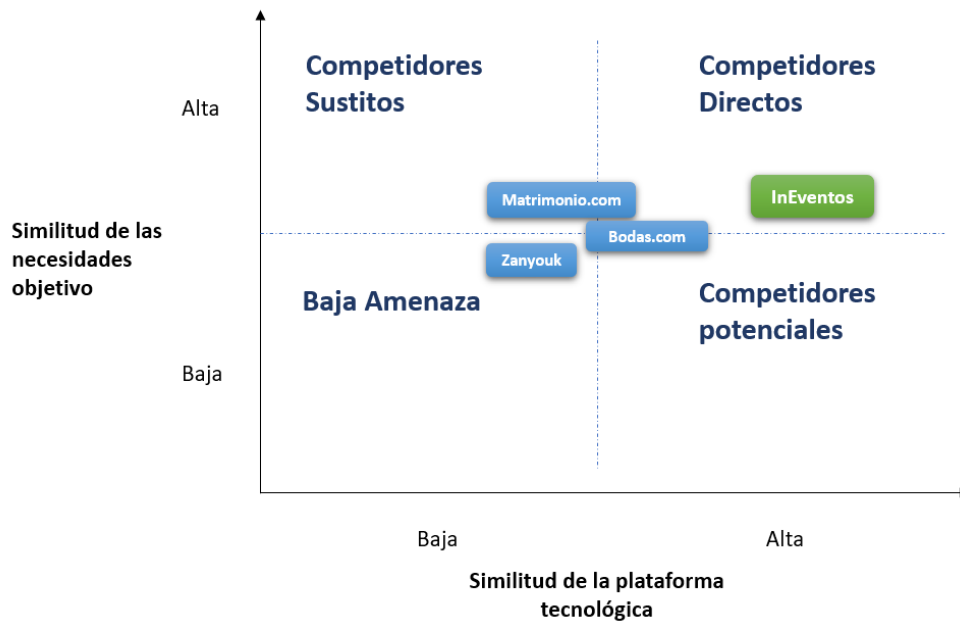 Competidores
Sustitos
Competidores
Directos
Alta
Matrimonio.com
InEventos
Bodas.com
Similitud de las
necesidades
objetivo
Zanyouk
Baja Amenaza
Competidores
potenciales
Baja
Baja
Alta
Similitud de la plataforma
tecnológica